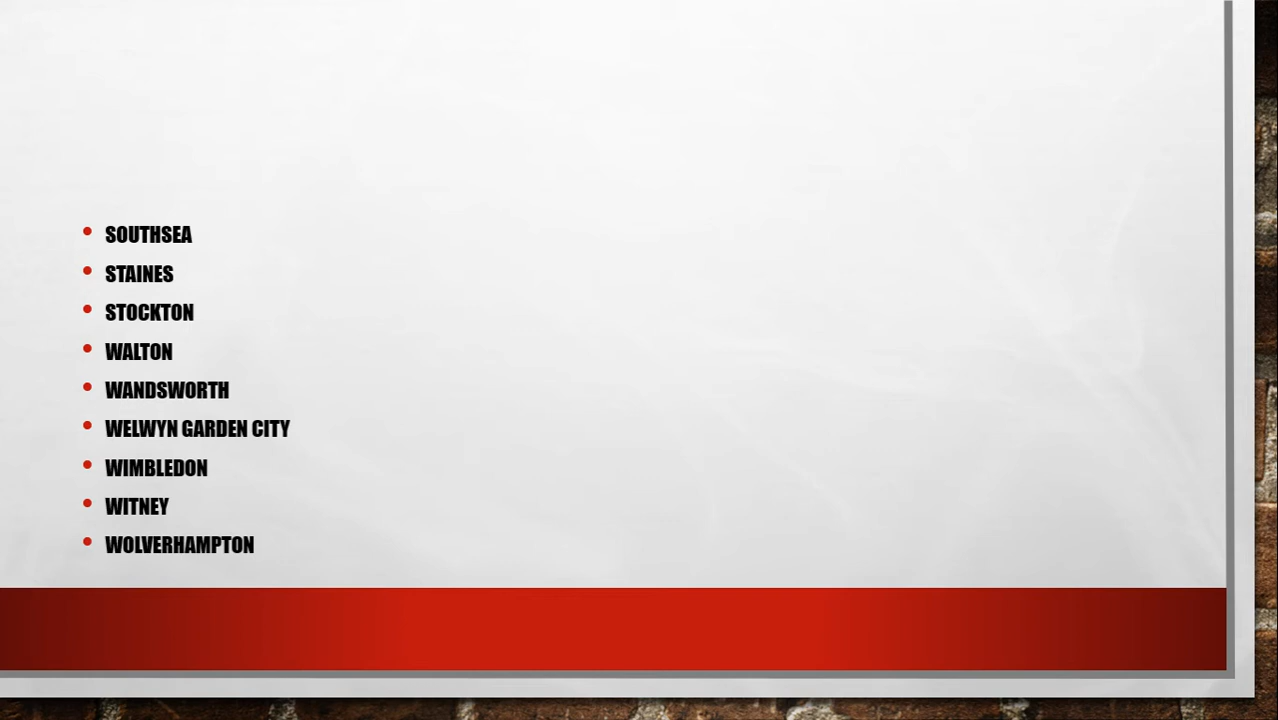 SOUTHSEA
STAINES
STOCKTON
WALTON
WANDSWORTH
WELWYN GARDEN CITY
WIMBLEDON
WITNEY
WOLVERHAMPTON